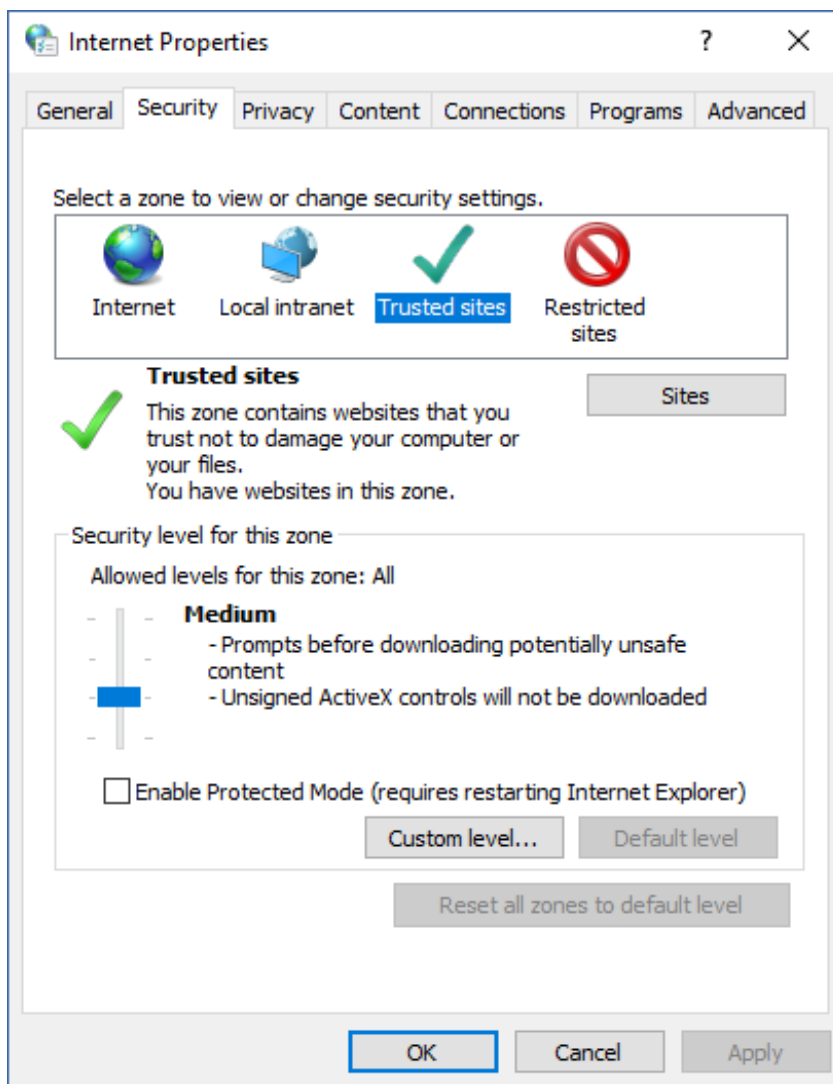 Internet Properties
?
General Security Privacy Content Connections Programs Advanced
Select a zone to view or change security settings.
Internet Local intranet Trusted sites Restricted
sites
Trusted sites
Sites
This zone contains websites that you
trust not to damage your computer or
your files.
You have websites in this zone.
Security level for this zone
Allowed levels for this zone: All
Medium
- Prompts before downloading potentially unsafe
content
- Unsigned ActiveX controls will not be downloaded
Enable Protected Mode (requires restarting Internet Explorer)
Custom level... Default level
Reset all zones to default level
OK Cancel Apply